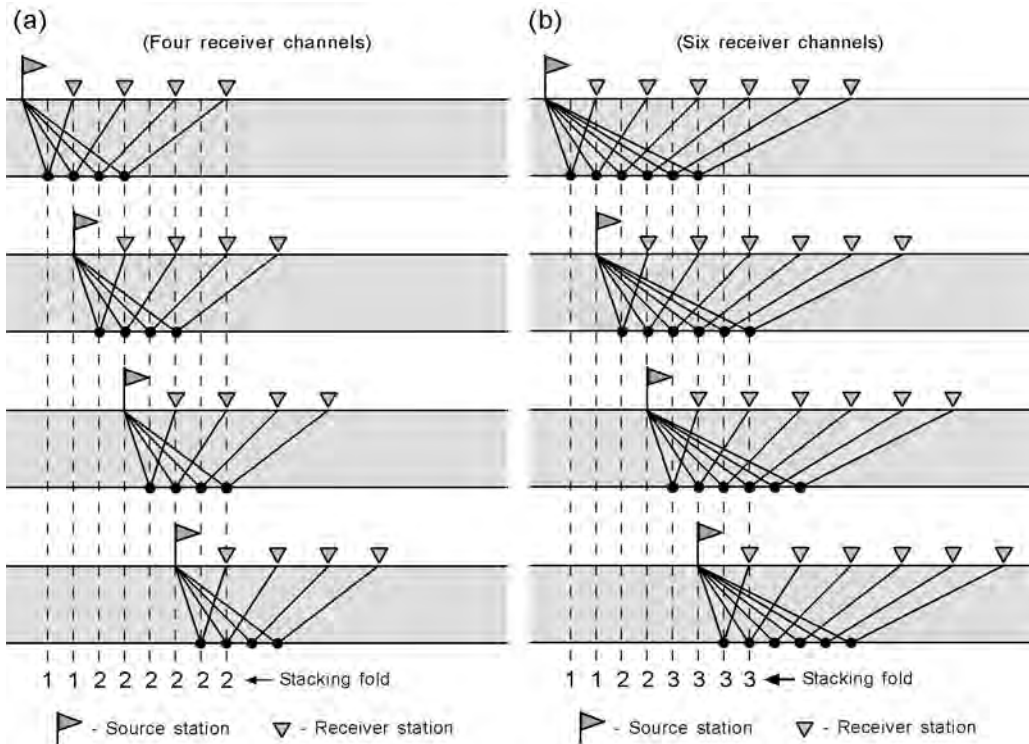 (a)
(Four receiver channels)
1 1 2 2 2 2 2 2 Stacking fold
- Source station - Receiver station
(b)
(Six receiver channels)
1 1 2 2 3 3 3 3 Stacking fold
- Source station - Receiver station